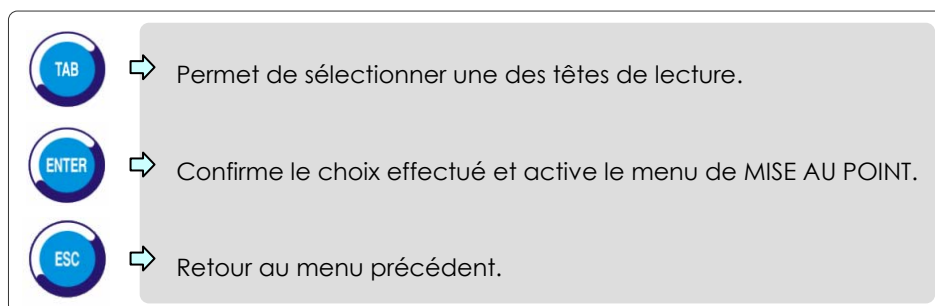 TAB
Permet de sélectionner une des têtes de lecture.
ENTER
Confirme le choix effectué et active le menu de MISE AU POINT.
ESC
Retour au menu précédent.